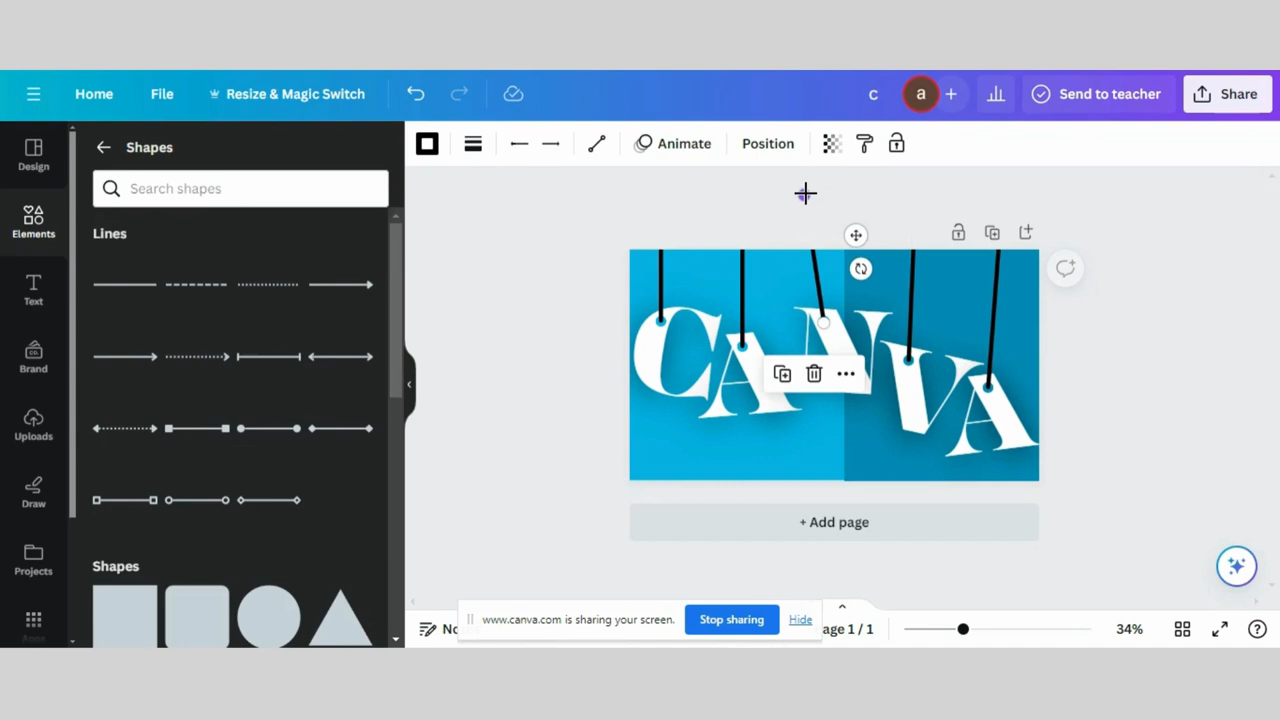 Home File Resize & Magic Switch c a Send to teacher Share
Design
Elements
Text
Brand
CO.
Uploads
Draw
Projects
Apps
Shapes
Search shapes
Lines
Shapes
Animate Position
CANVA
+ Add page
www.canva.com is sharing your screen. Stop sharing Hide
1 / 1 34%